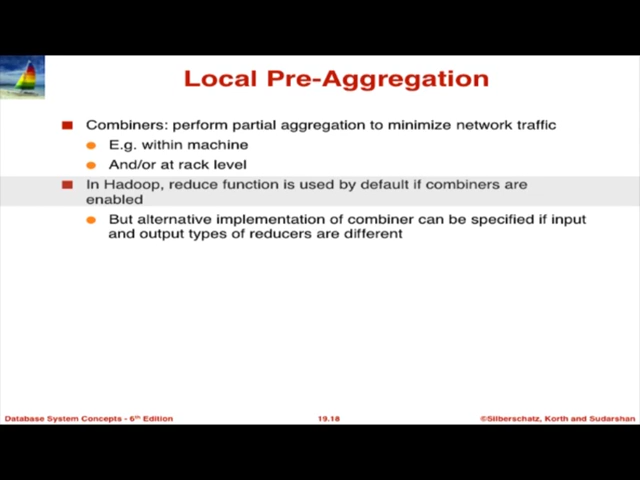 Local Pre-Aggregation
Combiners: perform partial aggregation to minimize network traffic
E.g. within machine
And/or at rack level
In Hadoop, reduce function is used by default if combiners are
enabled
But alternative implementation of combiner can be specified if input
and output types of reducers are different
Database System Concepts - 6th Edition
19.18
©Silberschatz, Korth and Sudarshan